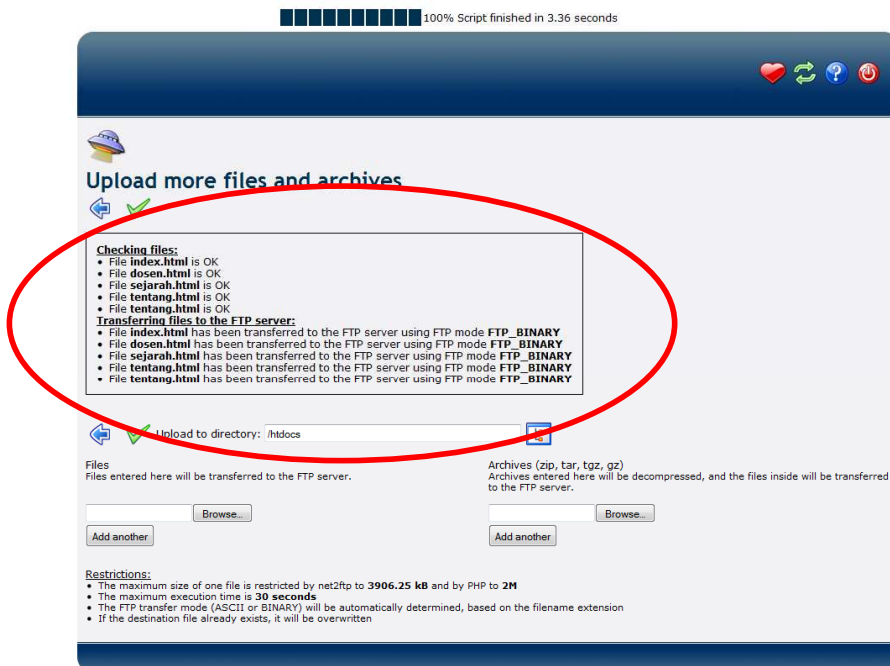 100% Script finished in 3.36 seconds
Upload more files and archives
Checking files:
• File index.html is OK
• File dosen.html is OK
• File sejarah.html is OK
• File tentang.html is OK
• File tentang.html is OK
Transferring files to the FTP server:
• File index.html has been transferred to the FTP server using FTP mode FTP_BINARY
• File dosen.html has been transferred to the FTP server using FTP mode FTP_BINARY
• File sejarah.html has been transferred to the FTP server using FTP mode FTP_BINARY
• File tentang.html has been transferred to the FTP server using FTP mode FTP_BINARY
• File tentang.html has been transferred to the FTP server using FTP mode FTP_BINARY
Upload to directory: /htdocs
Files
Files entered here will be transferred to the FTP server.
Browse...
Add another
Archives (zip, tar, tgz, gz)
Archives entered here will be decompressed, and the files inside will be transferred
to the FTP server.
Browse...
Add another
Restrictions:
• The maximum size of one file is restricted by net2ftp to 3906.25 kB and by PHP to 2M
• The maximum execution time is 30 seconds
• The FTP transfer mode (ASCII or BINARY) will be automatically determined, based on the filename extension
• If the destination file already exists, it will be overwritten